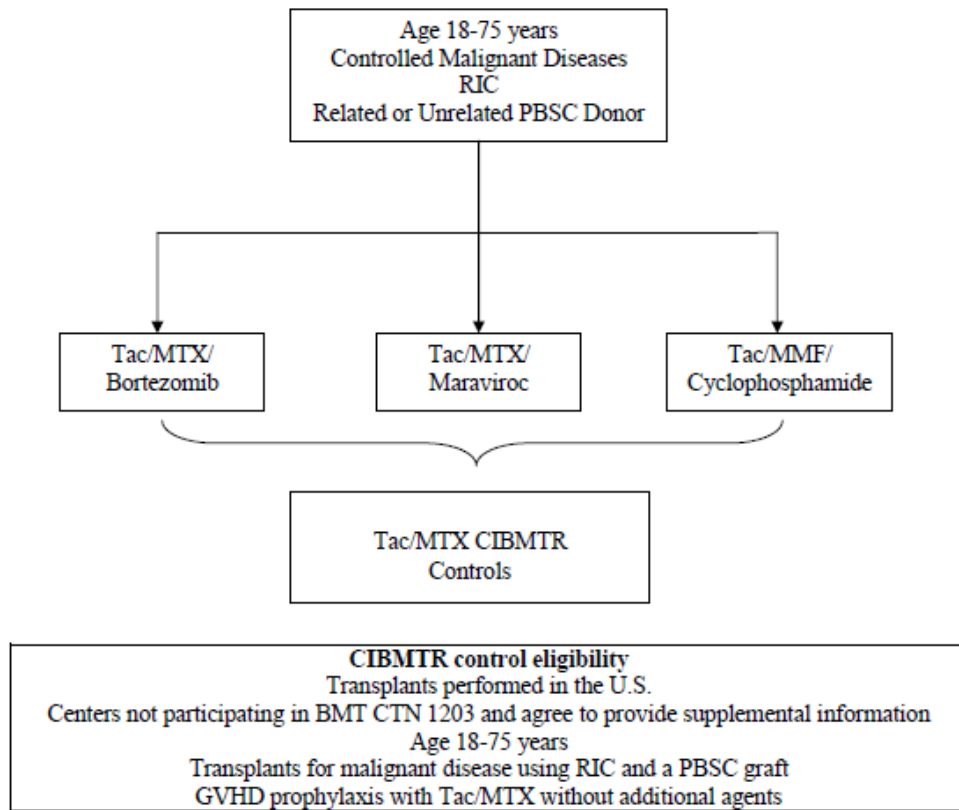 Age 18-75 years
Controlled Malignant Diseases
RIC
Related or Unrelated PBSC Donor
Tac/MTX/
Bortezomib
Tac/MTX/
Maraviroc
Tac/MMF/
Cyclophosphamide
Tac/MTX CIBMTR
Controls
CIBMTR control eligibility
Transplants performed in the U.S.
Centers not participating in BMT CTN 1203 and agree to provide supplemental information
Age 18-75 years
Transplants for malignant disease using RIC and a PBSC graft
GVHD prophylaxis with Tac/MTX without additional agents